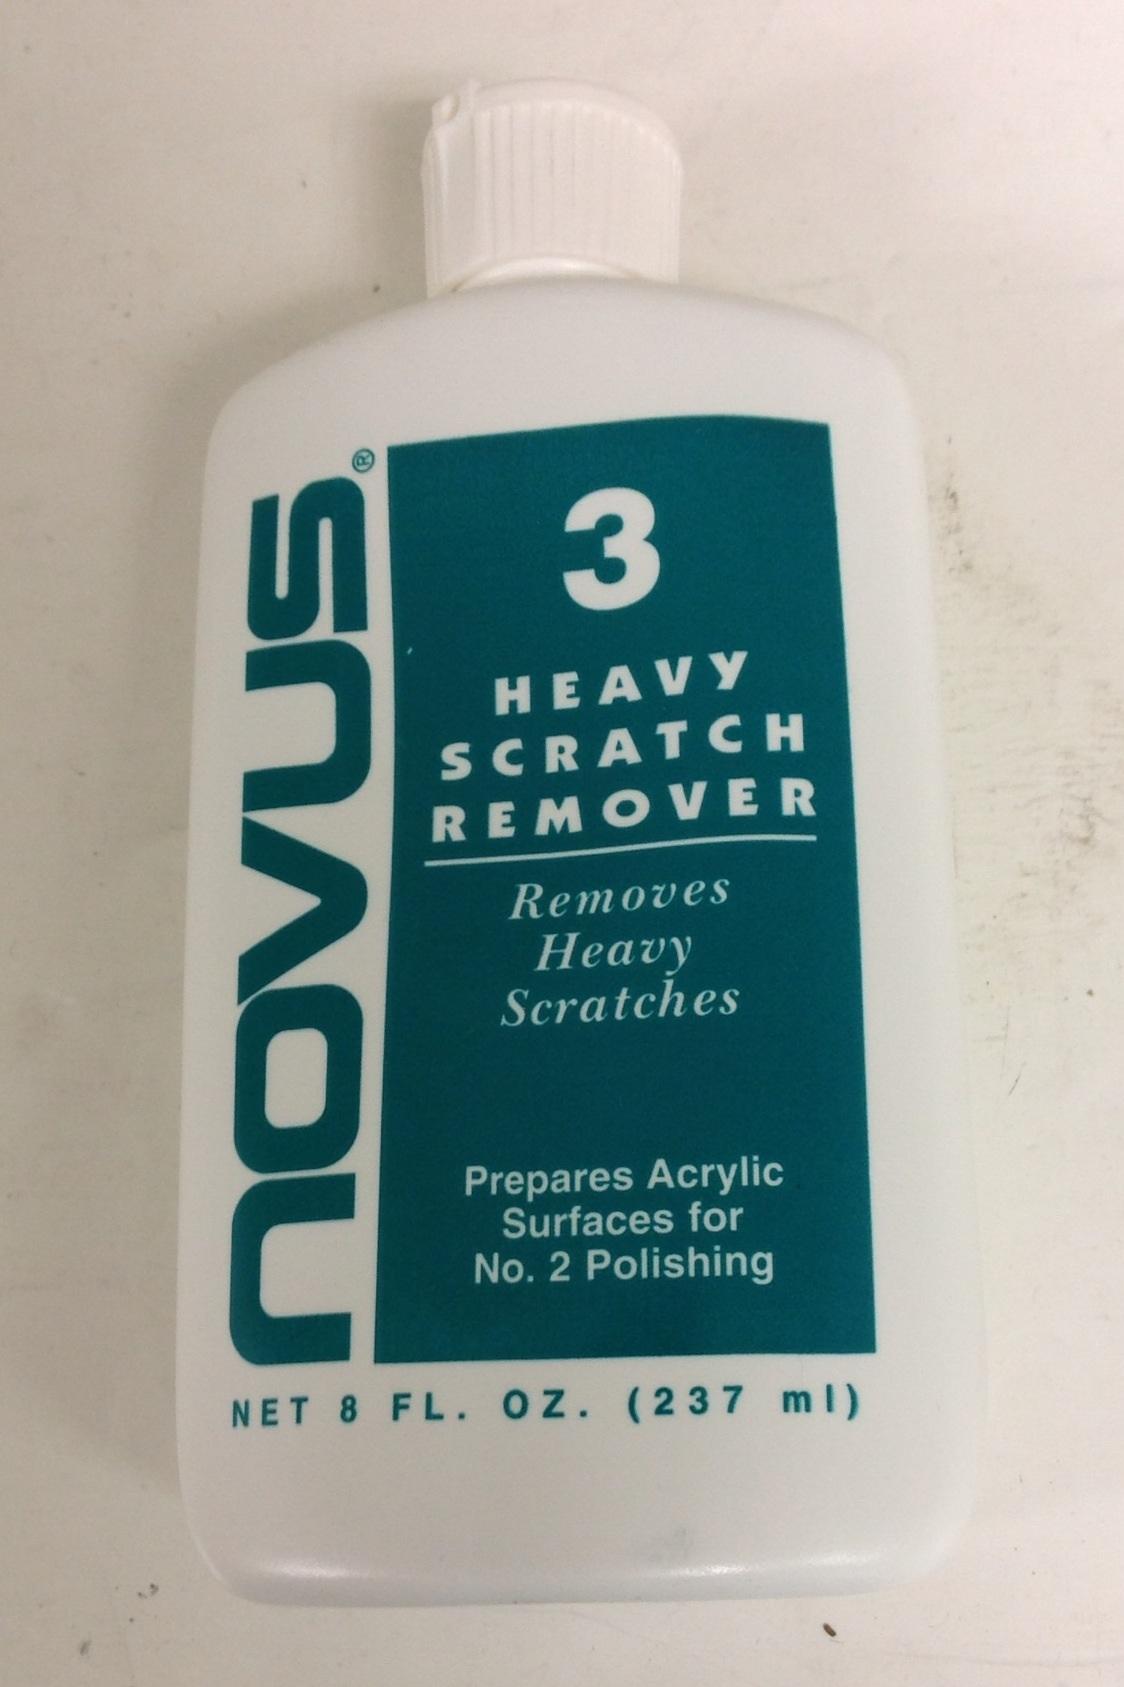 novus®
3
HEAVY
SCRATCH
REMOVER
Removes
Heavy
Scratches
Prepares Acrylic
Surfaces for
No. 2 Polishing
NET 8 FL. OZ. (237 ml)